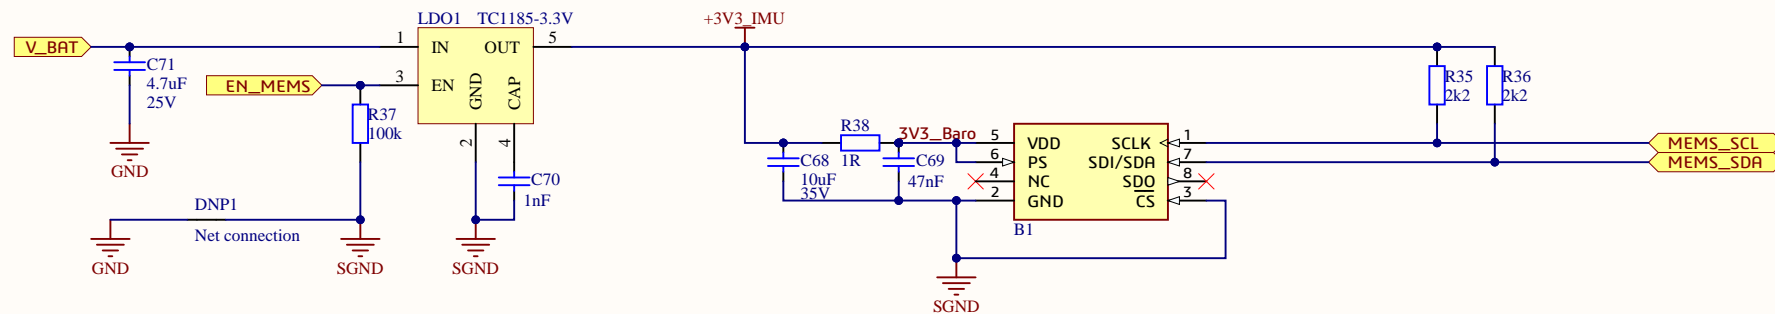 LDO1 TC1185-3.3V
+3V3_IMU
V_BAT
1 IN OUT 5
C71
4.7uF
25V
EN_MEMS
3 EN
GND
CAP
2
4
R37
100k
GND
C70
1nF
DNP1
Net connection
GND
SGND
SGND
R35
2k2
R36
2k2
R38
1R
3V3_Baro
C68
10uF
35V
C69
47nF
5 VDD SCLK 1
6 PS SDI/SDA 7
4 NC SDO 8
2 GND CS 3
B1
MEMS_SCL
MEMS_SDA
SGND